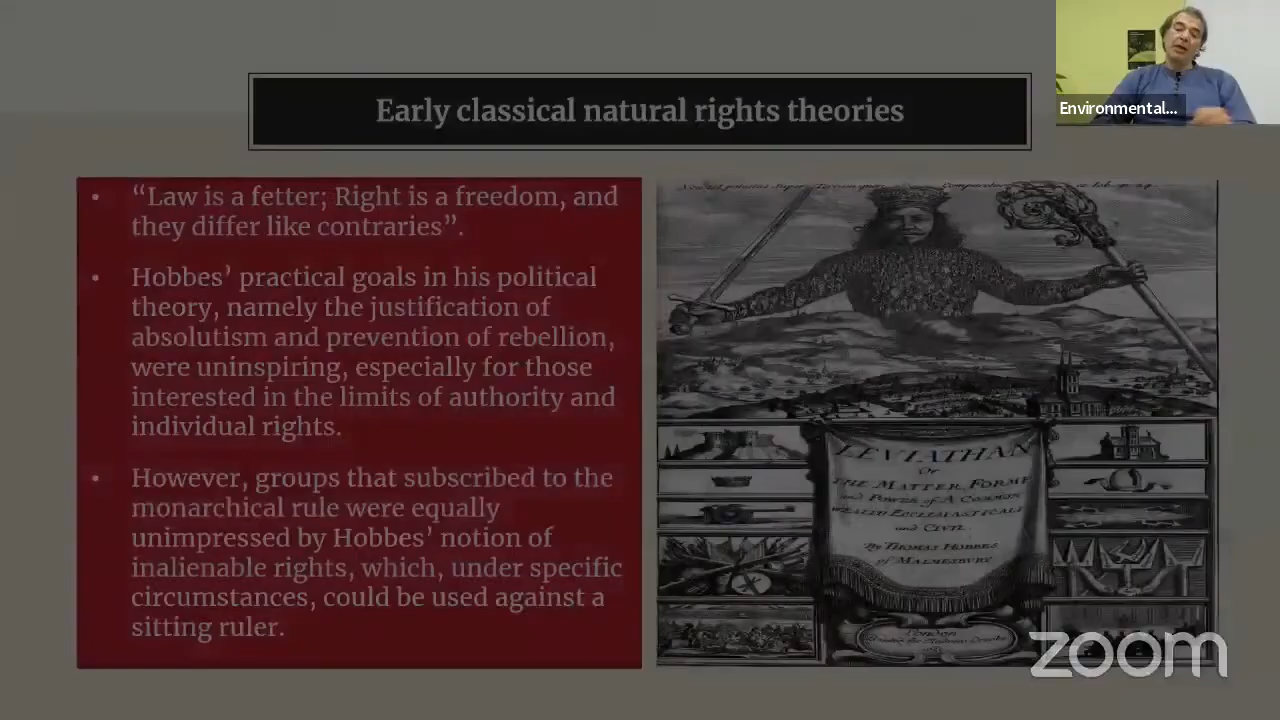 Early classical natural rights theories
Environmental...
• “Law is a fetter; Right is a freedom, and
they differ like contraries”.
• Hobbes’ practical goals in his political
theory, namely the justification of
absolutism and prevention of rebellion,
were uninspiring, especially for those
interested in the limits of authority and
individual rights.
• However, groups that subscribed to the
monarchical rule were equally
unimpressed by Hobbes’ notion of
inalienable rights, which, under specific
circumstances, could be used against a
sitting ruler.
LEVIATHAN
Or
THE MATTER, FORME
and POWER of A COMMON
WEALTH ECCLESIASTICALL
and CIVIL.
By THOMAS HOBBES
of MALMESBURY
London
zoom